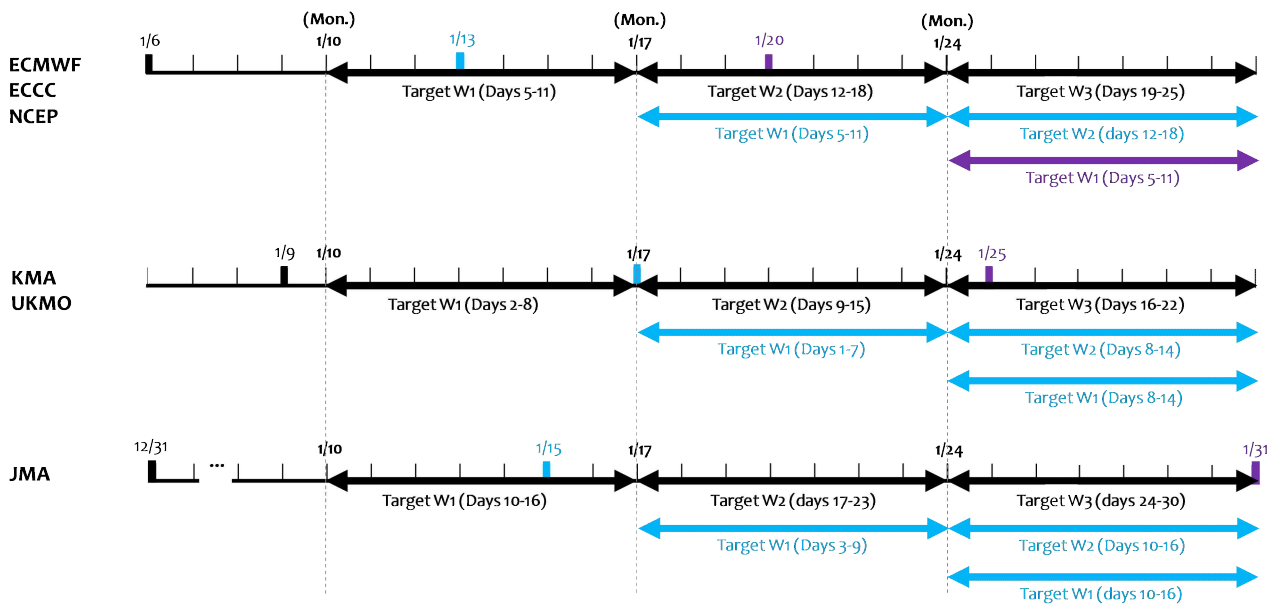 (Mon.) (Mon.) (Mon.)
1/6 1/10 1/13 1/17 1/20 1/24
ECMWF
ECCC
NCEP
Target W1 (Days 5-11) Target W2 (Days 12-18) Target W3 (Days 19-25)
Target W1 (Days 5-11) Target W2 (days 12-18)
Target W1 (Days 5-11)
1/9 1/10 1/17 1/24 1/25
KMA
UKMO
Target W1 (Days 2-8) Target W2 (Days 9-15) Target W3 (Days 16-22)
Target W1 (Days 1-7) Target W2 (Days 8-14)
Target W1 (Days 8-14)
12/31 ... 1/10 1/15 1/17 1/24 1/31
JMA
Target W1 (Days 10-16) Target W2 (days 17-23) Target W3 (days 24-30)
Target W1 (Days 3-9) Target W2 (Days 10-16)
Target W1 (days 10-16)